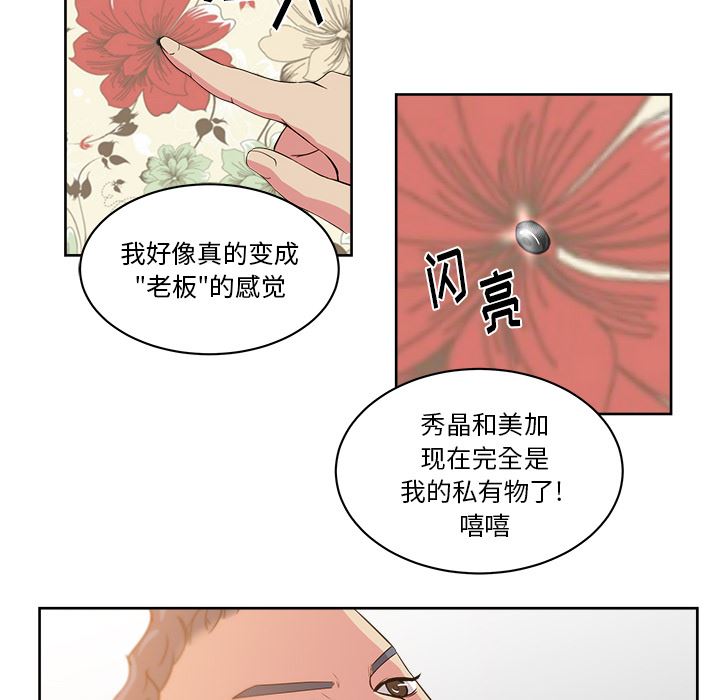 我好像真的变成
"老板"的感觉
闪亮
秀晶和美加
现在完全是
我的私有物了!
嘻嘻